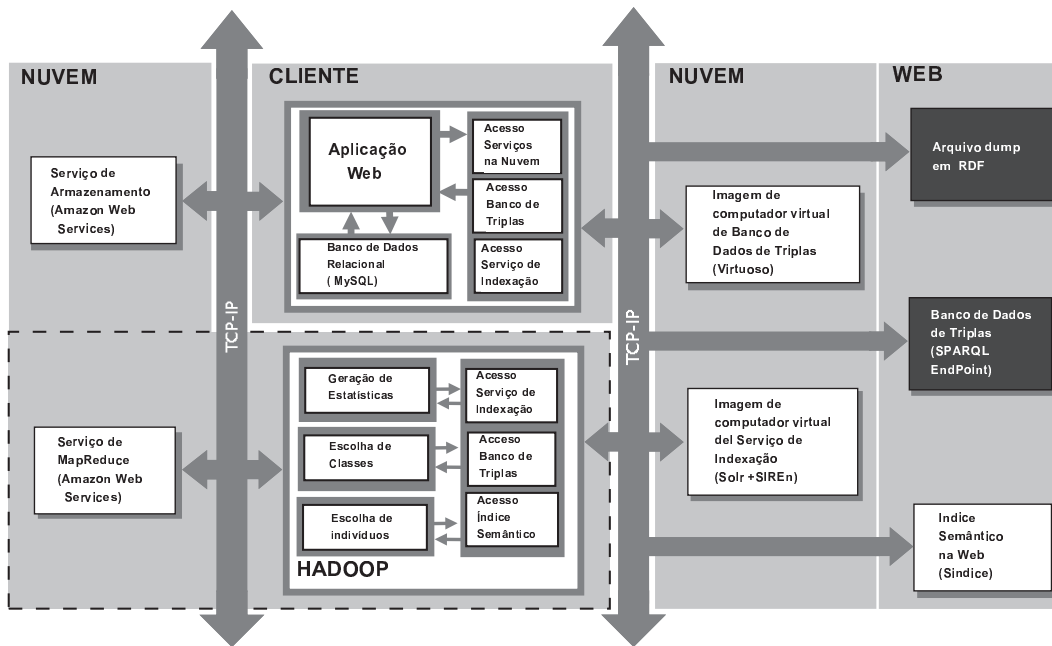 NUVEM
Serviço de
Armazenamento
(Amazon Web
Services)
Serviço de
MapReduce
(Amazon Web
Services)
TCP-IP
CLIENTE
Aplicação
Web
Acesso
Serviços
na Nuvem
Acesso
Banco de
Triplas
Acesso
Serviço de
Indexação
Banco de Dados
Relacional
( MySQL)
Geração de
Estatísticas
Acesso
Serviço de
Indexação
Escolha de
Classes
Acceso
Banco de
Triplas
Escolha de
indivíduos
Acesso
Índice
Semântico
HADOOP
TCP-IP
NUVEM
Imagem de
computador virtual
de Banco de
Dados de Triplas
(Virtuoso)
Imagem de
computador virtual
del Serviço de
Indexação
(Solr +SIREn)
WEB
Arquivo dump
em RDF
Banco de Dados
de Triplas
(SPARQL
EndPoint)
Indice
Semântico
na Web
(Sindice)